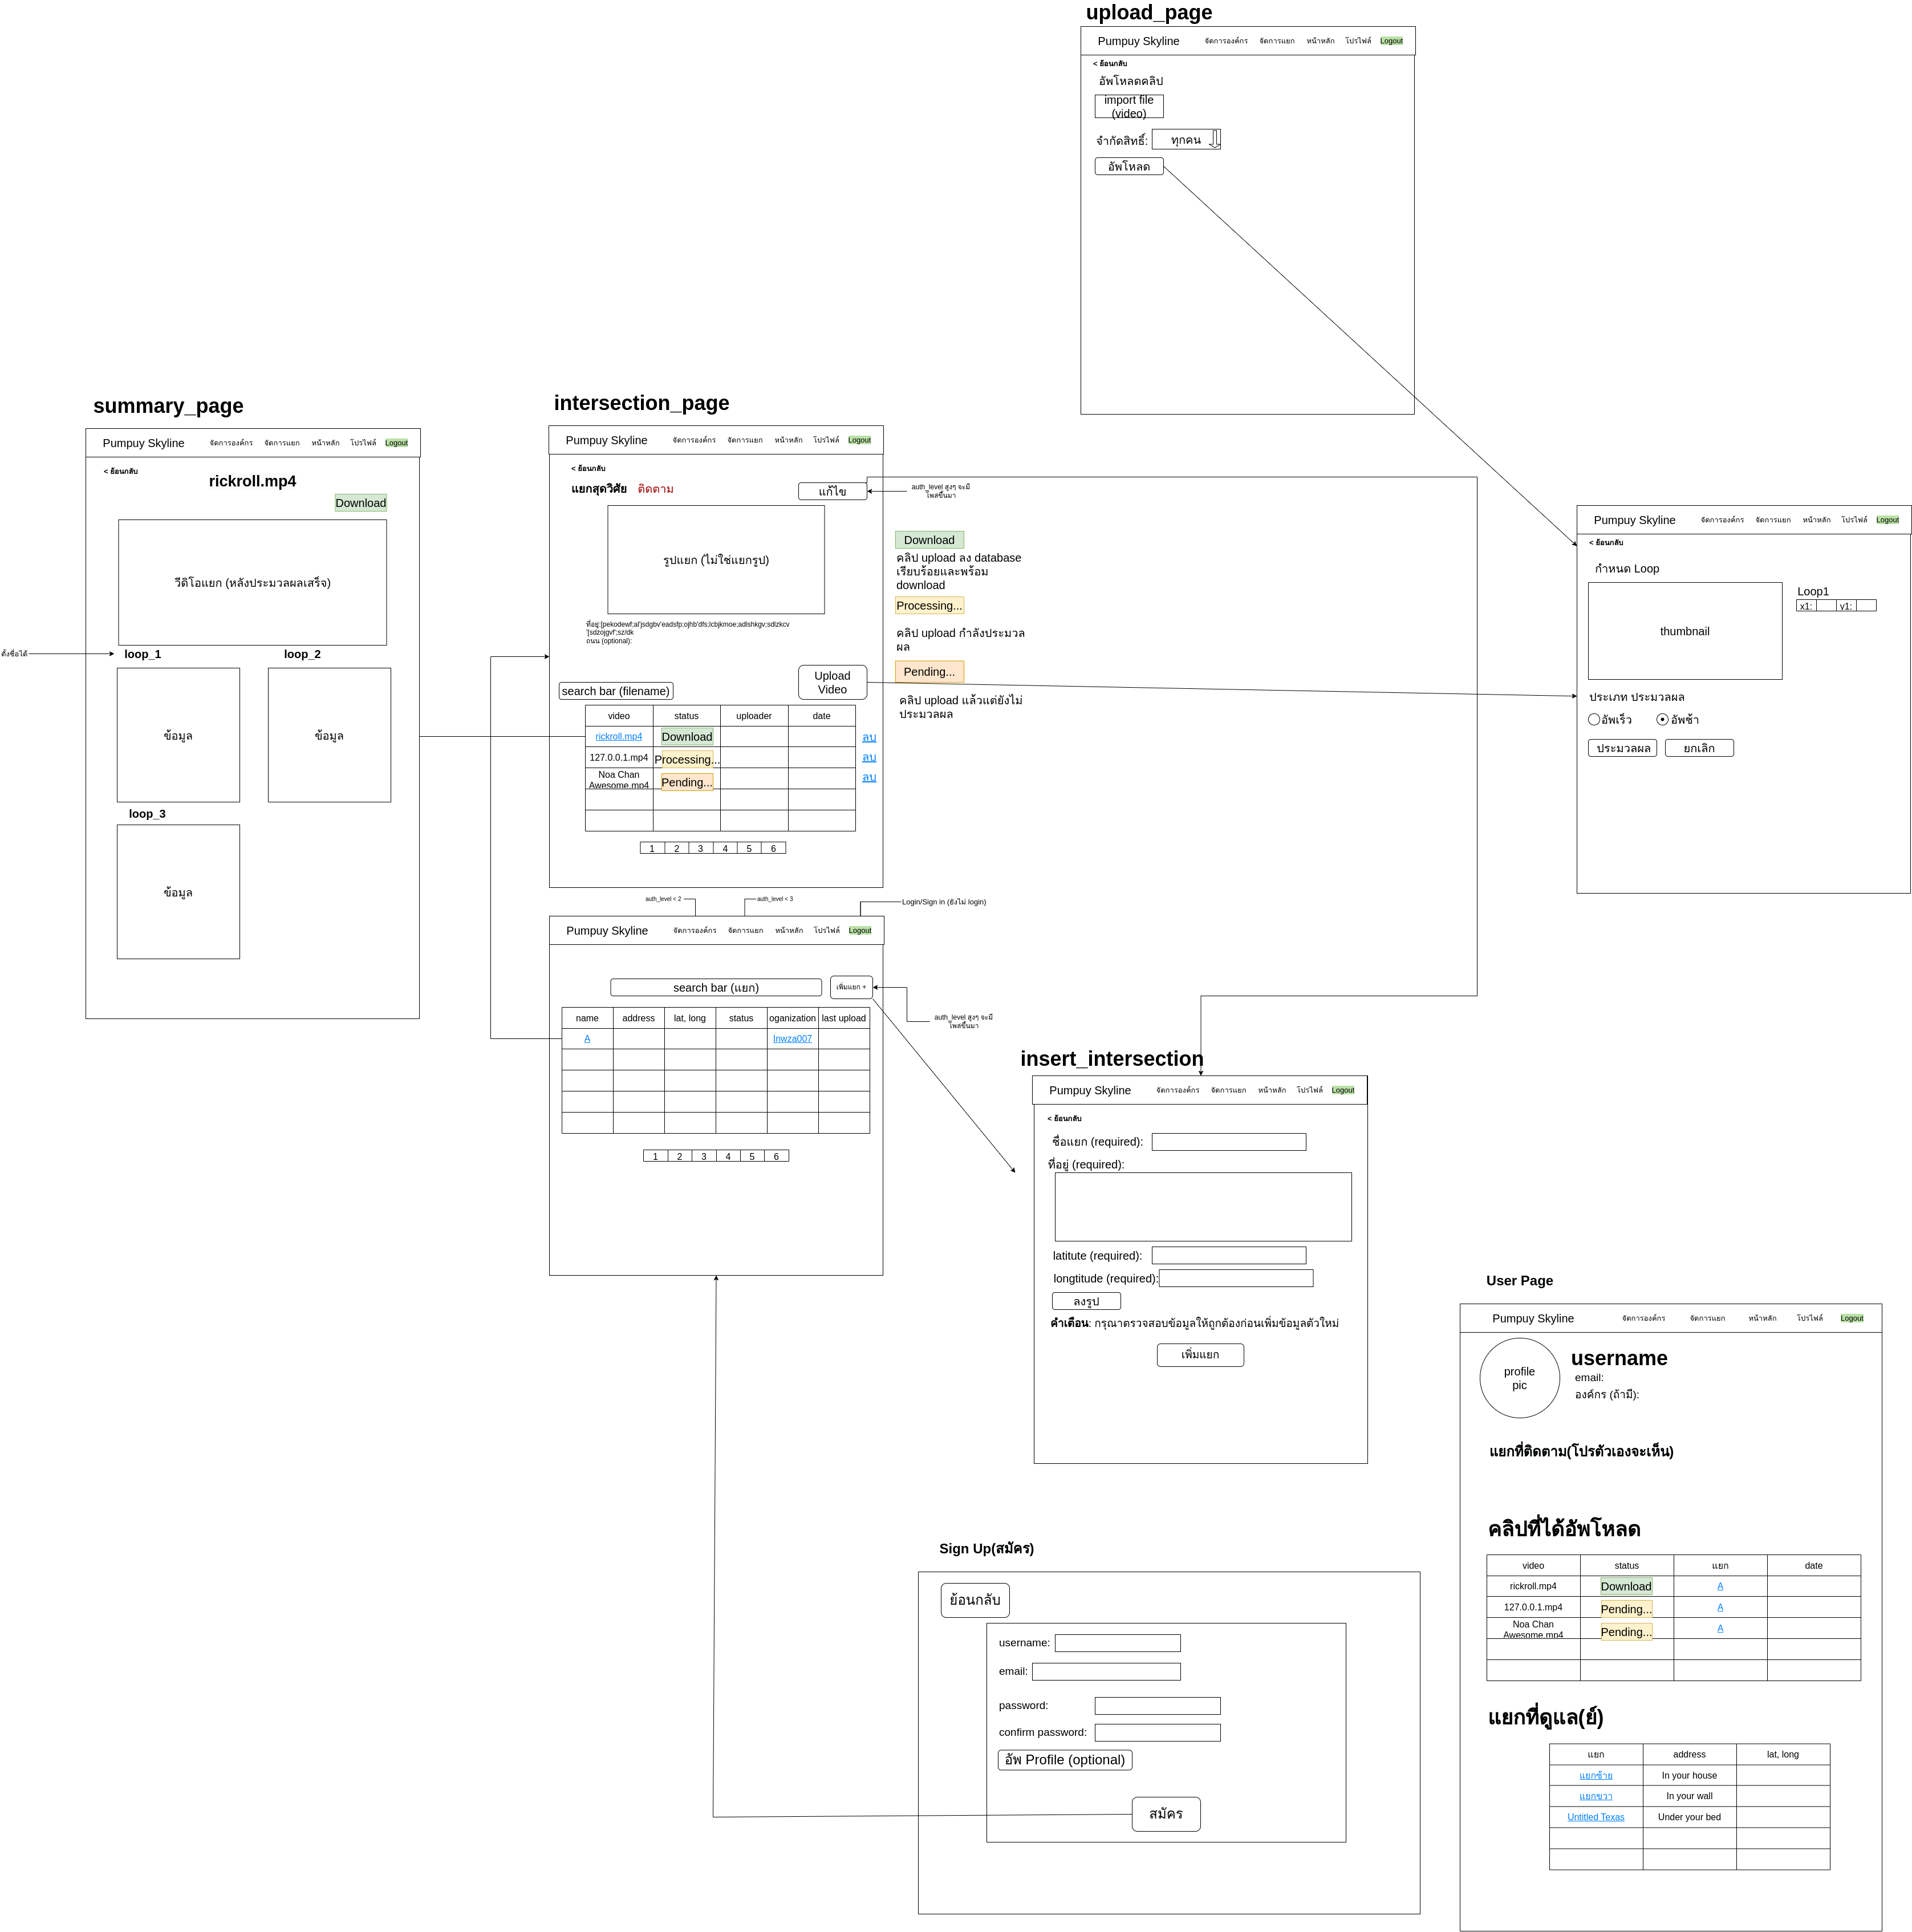 upload_page
Pumpuy Skyline
จัดการองค์กร
จัดการแยก
หน้าหลัก
โปรไฟล์
Logout
< ย้อนกลับ
อัพโหลดคลิป
import file
(video)
จำกัดสิทธิ์:
ทุกคน
อัพโหลด
summary_page
Pumpuy Skyline
จัดการองค์กร
จัดการแยก
หน้าหลัก
โปรไฟล์
Logout
< ย้อนกลับ
rickroll.mp4
Download
วีดิโอแยก (หลังประมวลผลเสร็จ)
ตั้งชื่อได้
loop_1
loop_2
ข้อมูล
ข้อมูล
loop_3
ข้อมูล
intersection_page
Pumpuy Skyline
จัดการองค์กร
จัดการแยก
หน้าหลัก
โปรไฟล์
Logout
< ย้อนกลับ
แยกสุดวิศัย
ติดตาม
แก้ไข
auth_level สูงๆ จะมี
โพล่ขึ้นมา
รูปแยก (ไม่ใช่แยกรูป)
ที่อยู่:[pekodewf;al'jsdgbv'eadsfp;ojhb'dfs;lcbjkmoe;adlshkgv;sdlzkcv
'[sdzojgvf';sz/dk
ถนน (optional):
Download
คลิป upload ลง database
เรียบร้อยและพร้อม
download
Processing...
คลิป upload กำลังประมวล
ผล
Pending...
คลิป upload แล้วแต่ยังไม่
ประมวลผล
Upload
Video
search bar (filename)
video
status
uploader
date
rickroll.mp4
Download
ลบ
127.0.0.1.mp4
Processing...
ลบ
Noa Chan
Awesome.mp4
Pending...
ลบ
1
2
3
4
5
6
Pumpuy Skyline
จัดการองค์กร
จัดการแยก
หน้าหลัก
โปรไฟล์
Logout
< ย้อนกลับ
กำหนด Loop
thumbnail
Loop1
x1:
y1:
ประเภท ประมวลผล
อัพเร็ว
อัพช้า
ประมวลผล
ยกเลิก
auth_level < 2
auth_level < 3
Login/Sign in (ยังไม่ login)
Pumpuy Skyline
จัดการองค์กร
จัดการแยก
หน้าหลัก
โปรไฟล์
Logout
search bar (แยก)
เพิ่มแยก +
auth_level สูงๆ จะมี
โพล่ขึ้นมา
name
address
lat, long
status
oganization
last upload
A
Inwza007
1
2
3
4
5
6
insert_intersection
Pumpuy Skyline
จัดการองค์กร
จัดการแยก
หน้าหลัก
โปรไฟล์
Logout
< ย้อนกลับ
ชื่อแยก (required):
ที่อยู่ (required):
latitute (required):
longtitude (required):
ลงรูป
คำเตือน: กรุณาตรวจสอบข้อมูลให้ถูกต้องก่อนเพิ่มข้อมูลตัวใหม่
เพิ่มแยก
User Page
Pumpuy Skyline
จัดการองค์กร
จัดการแยก
หน้าหลัก
โปรไฟล์
Logout
profile
pic
username
email:
องค์กร (ถ้ามี):
แยกที่ติดตาม(โปรตัวเองจะเห็น)
คลิปที่ได้อัพโหลด
video
status
แยก
date
rickroll.mp4
Download
A
127.0.0.1.mp4
Pending...
A
Noa Chan
Awesome.mp4
Pending...
A
แยกที่ดูแล(ย์)
แยก
address
lat, long
แยกซ้าย
In your house
แยกขวา
In your wall
Untitled Texas
Under your bed
Sign Up(สมัคร)
ย้อนกลับ
username:
email:
password:
confirm password:
อัพ Profile (optional)
สมัคร